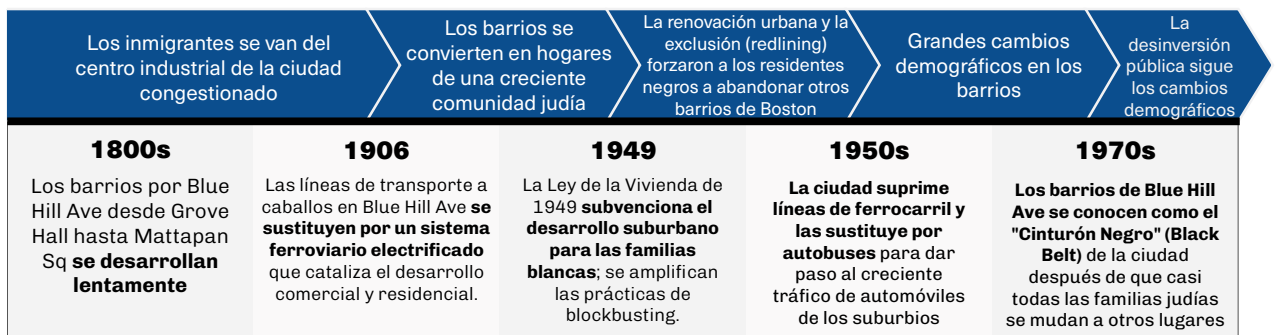 Los inmigrantes se van del
centro industrial de la ciudad
congestionado
Los barrios se
convierten en hogares
de una creciente
comunidad judía
La renovación urbana y la
exclusión (redlining)
forzaron a los residentes
negros a abandonar otros
barrios de Boston
Grandes cambios
demográficos en los
barrios
La
desinversión
pública sigue
los cambios
demográficos
1800s
Los barrios por Blue
Hill Ave desde Grove
Hall hasta Mattapan
Sq se desarrollan
lentamente
1906
Las líneas de transporte a
caballos en Blue Hill Ave se
sustituyen por un sistema
ferroviario electrificado
que cataliza el desarrollo
comercial y residencial.
1949
La Ley de la Vivienda de
1949 subvenciona el
desarrollo suburbano
para las familias
blancas; se amplifican
las prácticas de
blockbusting.
1950s
La ciudad suprime
líneas de ferrocarril y
las sustituye por
autobuses para dar
paso al creciente
tráfico de automóviles
de los suburbios
1970s
Los barrios de Blue Hill
Ave se conocen como el
"Cinturón Negro" (Black
Belt) de la ciudad
después de que casi
todas las familias judías
se mudan a otros lugares